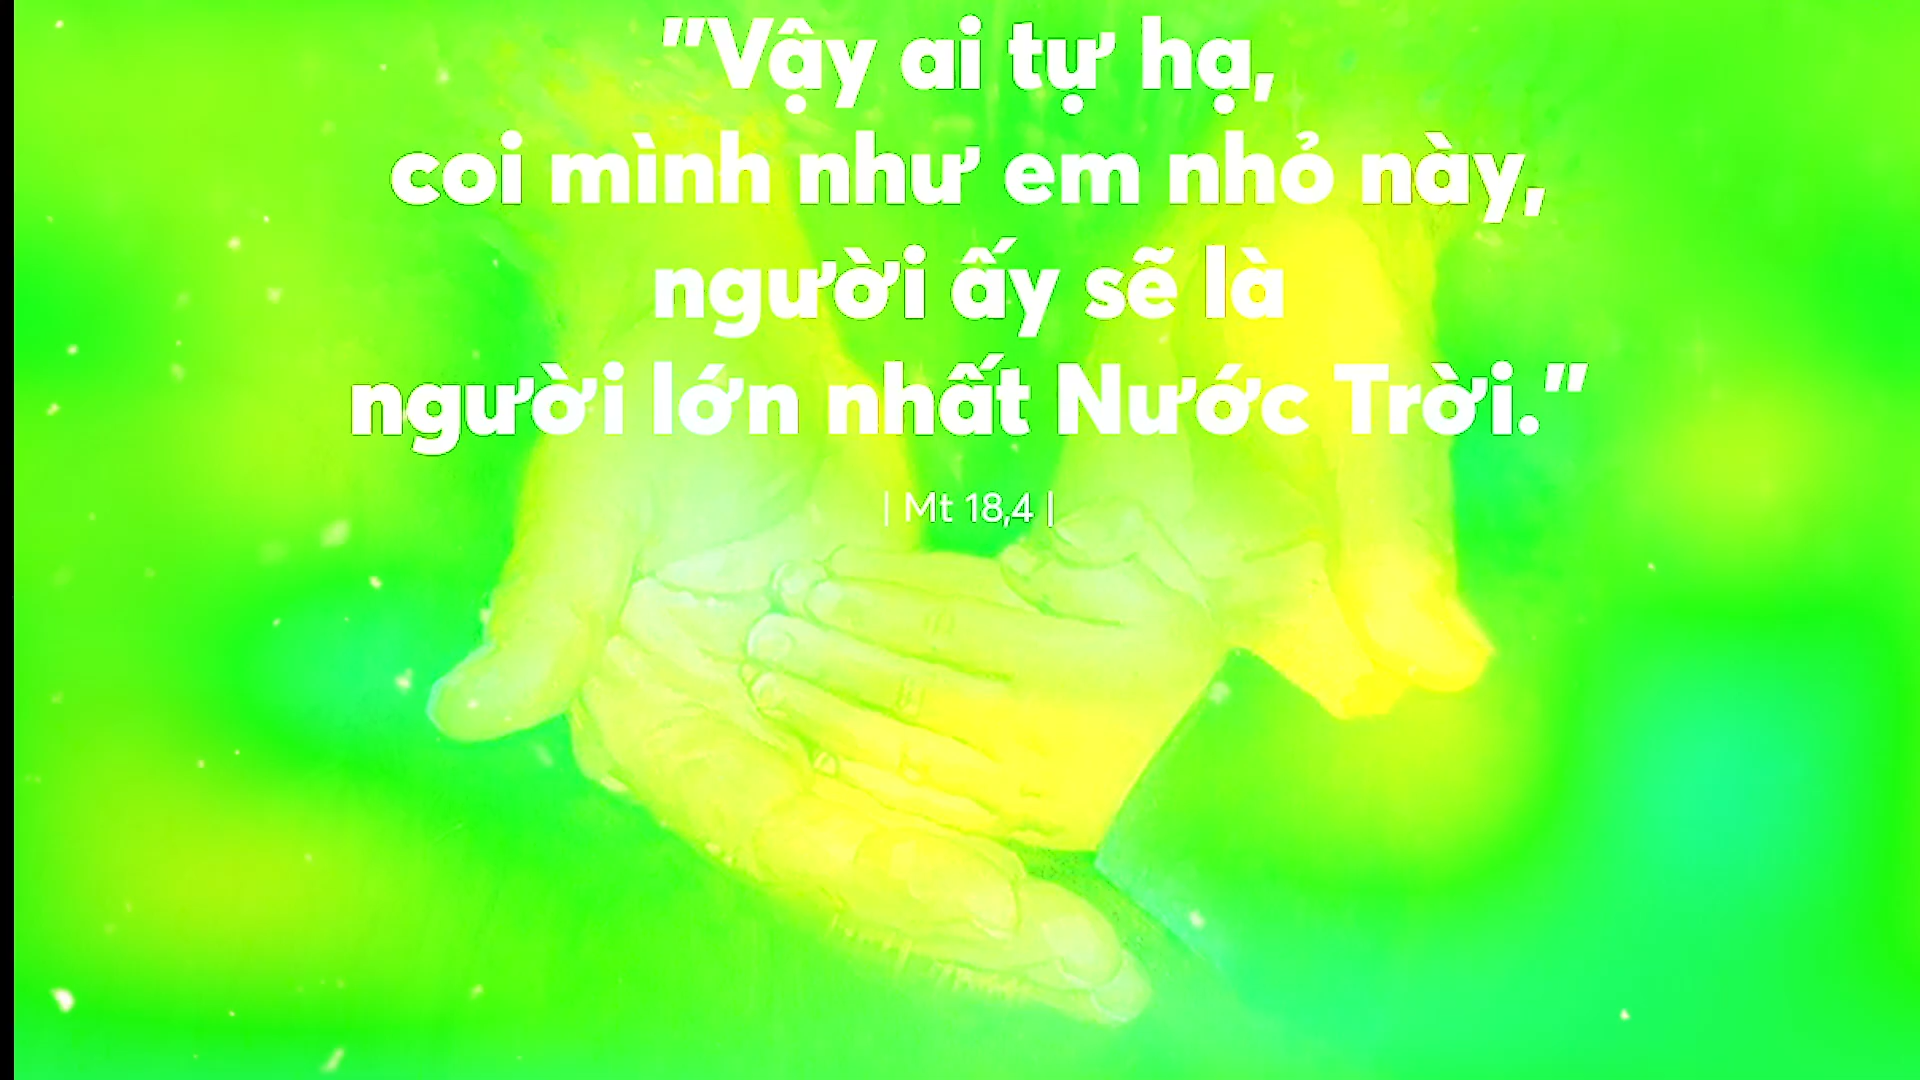 "Vậy ai tự hạ,
coi mình như em nhỏ này,
người ấy sẽ là
người lớn nhất Nước Trời."
| Mt 18,4 |